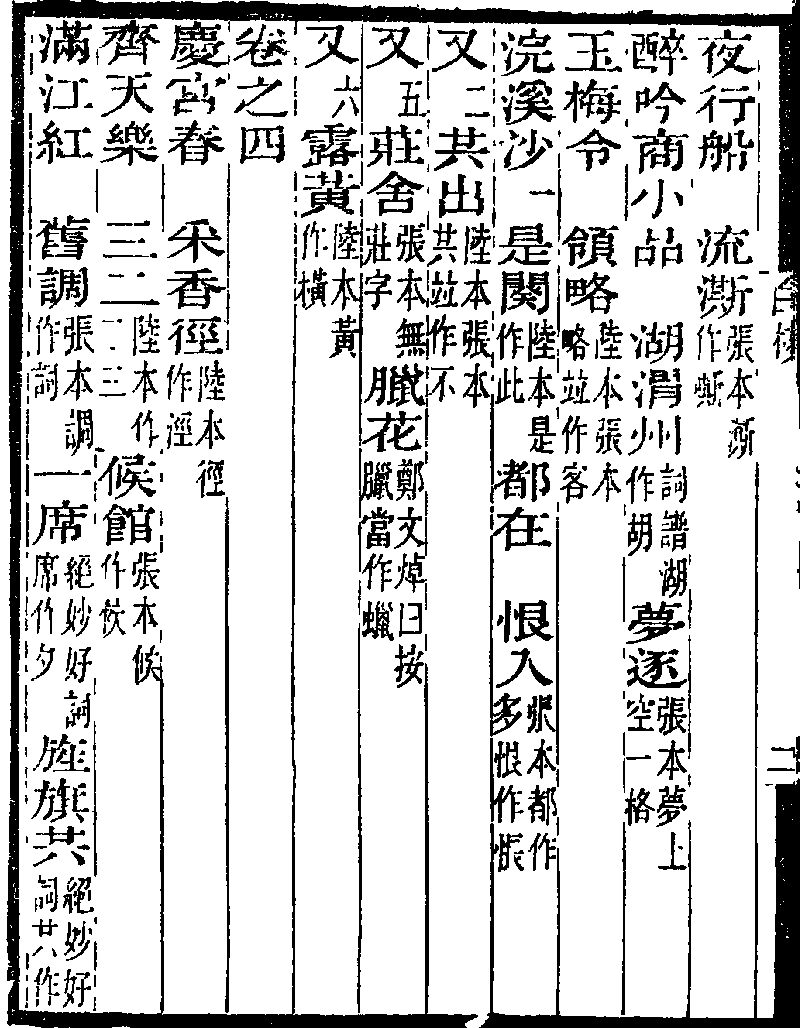 夜行船　流澌張本澌作蟖
醉吟商小品　湖渭州詞譜湖作胡夢逐張本夢上空一格
玉梅令　領略陸本張本略竝作客
浣溪沙一　是閱陸本是作此都在　恨入張本都作多恨作悵
又二共出陸本張本共竝作不
又五莊舍張本無莊字臘花鄭文焯曰按臘當作蠟
又六露黃陸本黃作橫
卷之四
慶宮春　采香徑陸本徑作涇
齊天樂　三二陸本作二三候館張本候作㑨
滿江紅　舊調張本調作詞一席絕妙好詞席作夕旌旗共絕妙好詞共作